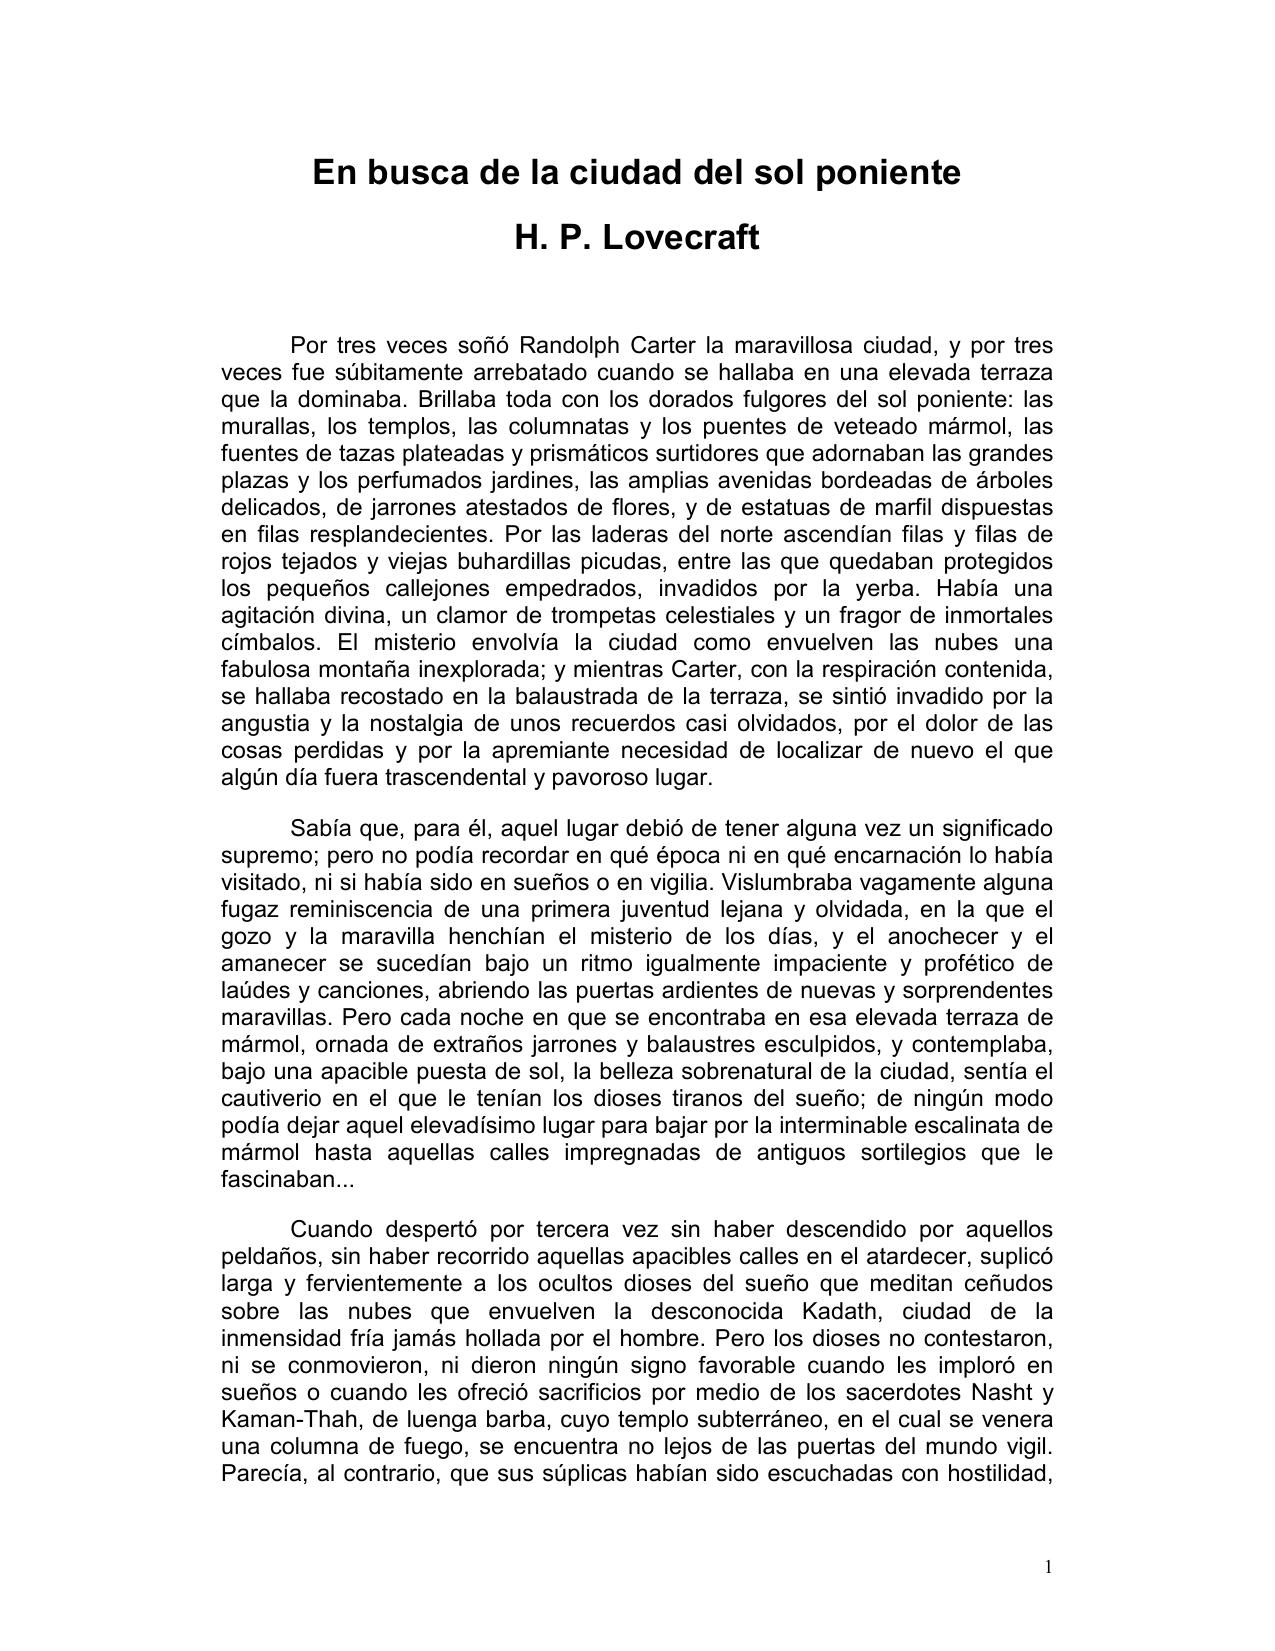 En busca de la ciudad del sol poniente
H. P. Lovecraft
Por tres veces soñó Randolph Carter la maravillosa ciudad, y por tres
veces fue súbitamente arrebatado cuando se hallaba en una elevada terraza
que la dominaba. Brillaba toda con los dorados fulgores del sol poniente: las
murallas, los templos, las columnatas y los puentes de veteado mármol, las
fuentes de tazas plateadas y prismáticos surtidores que adornaban las grandes
plazas y los perfumados jardines, las amplias avenidas bordeadas de árboles
delicados, de jarrones atestados de flores, y de estatuas de marfil dispuestas
en filas resplandecientes. Por las laderas del norte ascendían filas y filas de
rojos tejados y viejas buhardillas picudas, entre las que quedaban protegidos
los pequeños callejones empedrados, invadidos por la yerba. Había una
agitación divina, un clamor de trompetas celestiales y un fragor de inmortales
címbalos. El misterio envolvía la ciudad como envuelven las nubes una
fabulosa montaña inexplorada; y mientras Carter, con la respiración contenida,
se hallaba recostado en la balaustrada de la terraza, se sintió invadido por la
angustia y la nostalgia de unos recuerdos casi olvidados, por el dolor de las
cosas perdidas y por la apremiante necesidad de localizar de nuevo el que
algún día fuera trascendental y pavoroso lugar.
Sabía que, para él, aquel lugar debió de tener alguna vez un significado
supremo; pero no podía recordar en qué época ni en qué encarnación lo había
visitado, ni si había sido en sueños o en vigilia. Vislumbraba vagamente alguna
fugaz reminiscencia de una primera juventud lejana y olvidada, en la que el
gozo y la maravilla henchían el misterio de los días, y el anochecer y el
amanecer se sucedían bajo un ritmo igualmente impaciente y profético de
laúdes y canciones, abriendo las puertas ardientes de nuevas y sorprendentes
maravillas. Pero cada noche en que se encontraba en esa elevada terraza de
mármol, ornada de extraños jarrones y balaustres esculpidos, y contemplaba,
bajo una apacible puesta de sol, la belleza sobrenatural de la ciudad, sentía el
cautiverio en el que le tenían los dioses tiranos del sueño; de ningún modo
podía dejar aquel elevadísimo lugar para bajar por la interminable escalinata de
mármol hasta aquellas calles impregnadas de antiguos sortilegios que le
fascinaban...
Cuando despertó por tercera vez sin haber descendido por aquellos
peldaños, sin haber recorrido aquellas apacibles calles en el atardecer, suplicó
larga y fervientemente a los ocultos dioses del sueño que meditan ceñudos
sobre las nubes que envuelven la desconocida Kadath, ciudad de la
inmensidad fría jamás hollada por el hombre. Pero los dioses no contestaron,
ni se conmovieron, ni dieron ningún signo favorable cuando les imploró en
sueños o cuando les ofreció sacrificios por medio de los sacerdotes Nasht y
Kaman-Thah, de luenga barba, cuyo templo subterráneo, en el cual se venera
una columna de fuego, se encuentra no lejos de las puertas del mundo vigil.
Parecía, al contrario, que sus súplicas habían sido escuchadas con hostilidad,
1